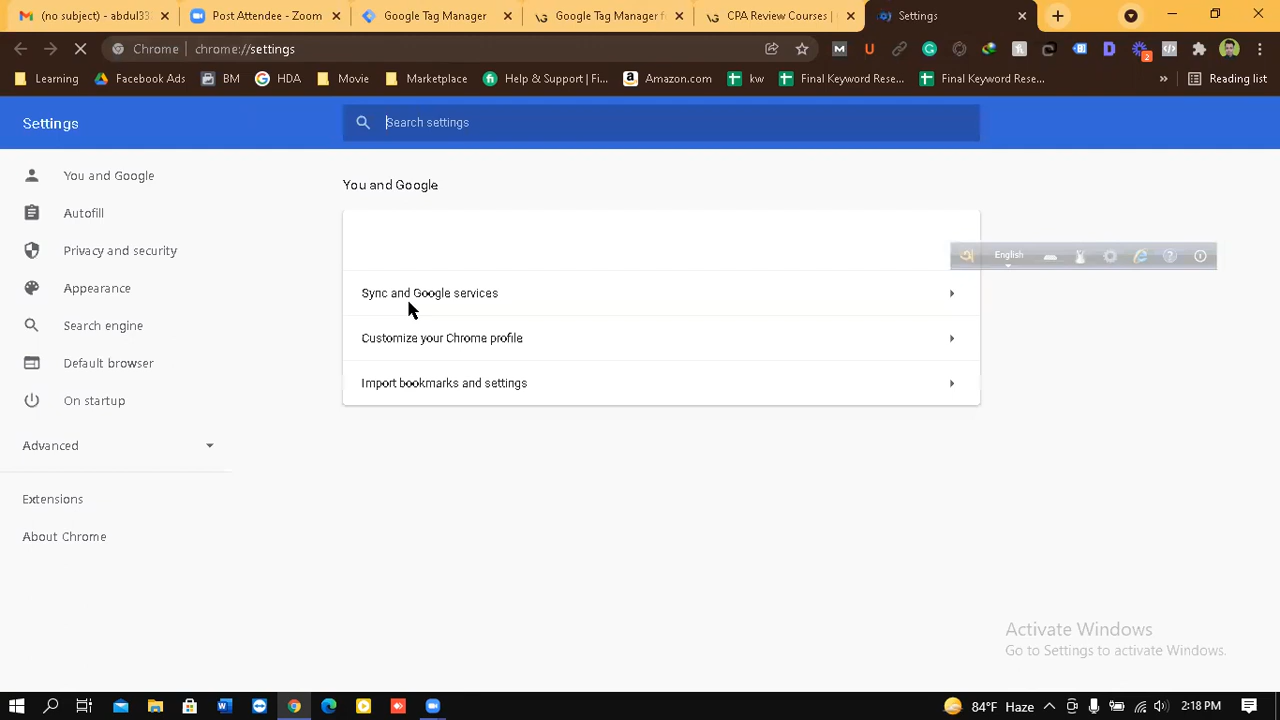 (no subject) - abdul33
Post Attendee - Zoom
Google Tag Manager
Google Tag Manager f
CPA Review Courses |
Settings
Chrome
chrome://settings
2
Learning
Facebook Ads
BM
HDA
Movie
Marketplace
Help & Support | Fi...
Amazon.com
kw
Final Keyword Rese...
Final Keyword Rese...
»
Reading list
Settings
Search settings
You and Google
Autofill
Privacy and security
Appearance
Search engine
Default browser
On startup
Advanced
Extensions
About Chrome
You and Google
Sync and Google services
Customize your Chrome profile
Import bookmarks and settings
অ English
Activate Windows
Go to Settings to activate Windows.
84°F Haze
2:18 PM